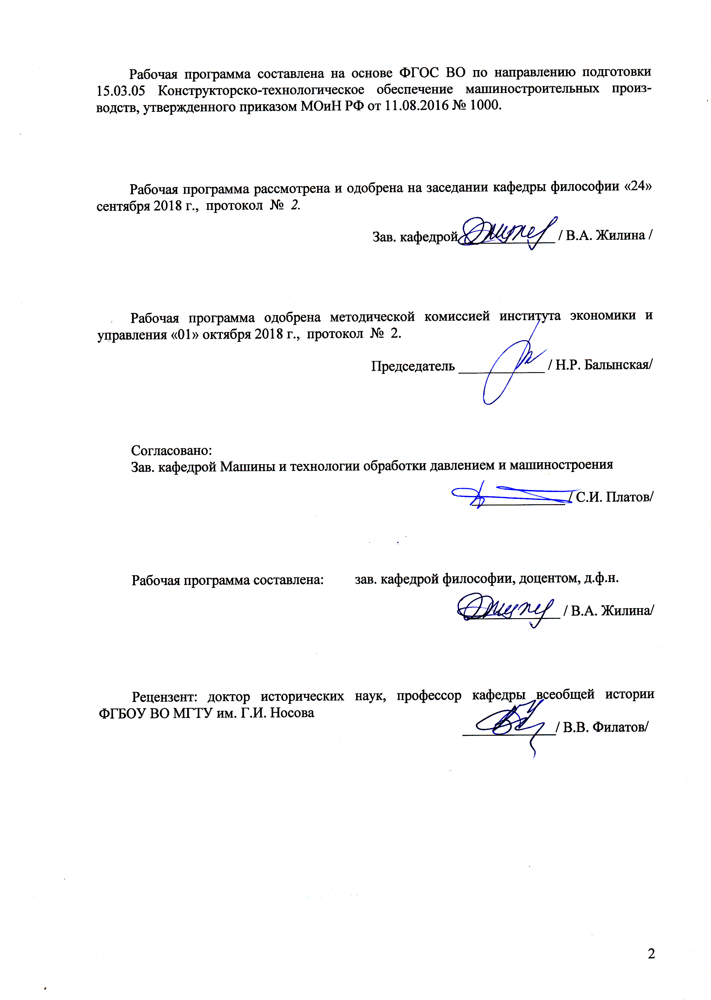 Рабочая программа составлена на основе ФГОС ВО по направлению подготовки
15.03.05 Конструкторско-технологическое обеспечение машиностроительных произ-
водств, утвержденного приказом МОиН РФ от 11.08.2016 № 1000.
Рабочая программа рассмотрена и одобрена на заседании кафедры философии «24»
сентября 2018 г., протокол № 2.
Зав. кафедрой / В.А. Жилина /
Рабочая программа одобрена методической комиссией института экономики и
управления «01» октября 2018 г., протокол № 2.
Председатель / Н.Р. Балынская/
Согласовано:
Зав. кафедрой Машины и технологии обработки давлением и машиностроения
/ С.И. Платов/
Рабочая программа составлена: зав. кафедрой философии, доцентом, д.ф.н.
/ В.А. Жилина/
Рецензент: доктор исторических наук, профессор кафедры всеобщей истории
ФГБОУ ВО МГТУ им. Г.И. Носова
/ В.В. Филатов/
2